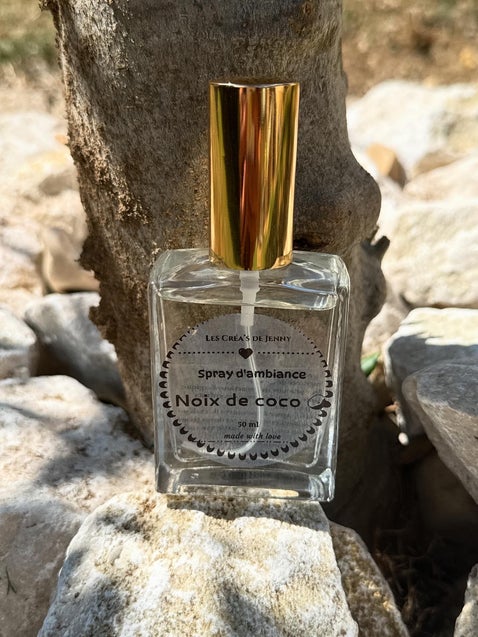 Les Créa's de Jenny
Spray d'ambiance
Noix de coco
50 ml
made with love